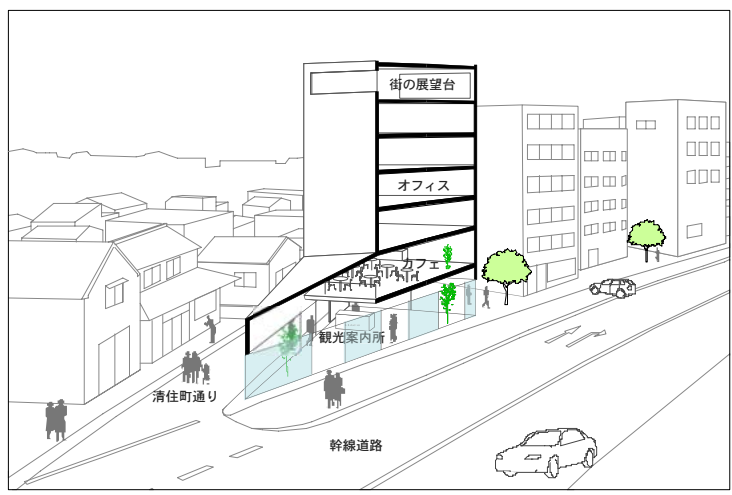 街の展望台
オフィス
カフェ
観光案内所
清住町通り
幹線道路